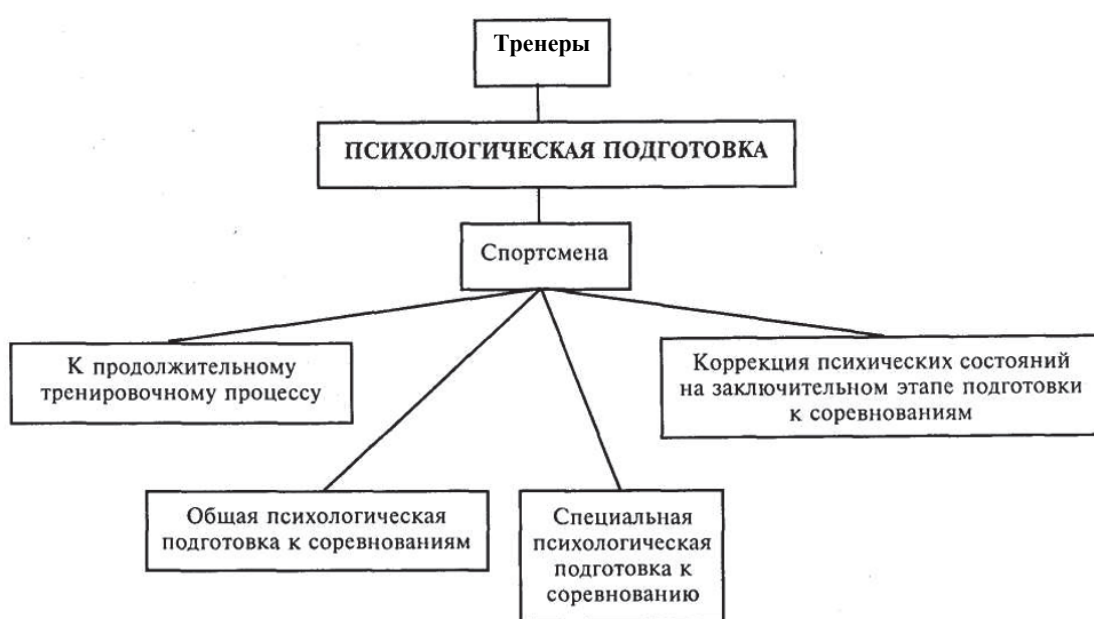 Тренеры
ПСИХОЛОГИЧЕСКАЯ ПОДГОТОВКА
Спортсмена
К продолжительному
тренировочному процессу
Коррекция психических состояний
на заключительном этапе подготовки
к соревнованиям
Общая психологическая
подготовка к соревнованиям
Специальная
психологическая
подготовка к
соревнованию